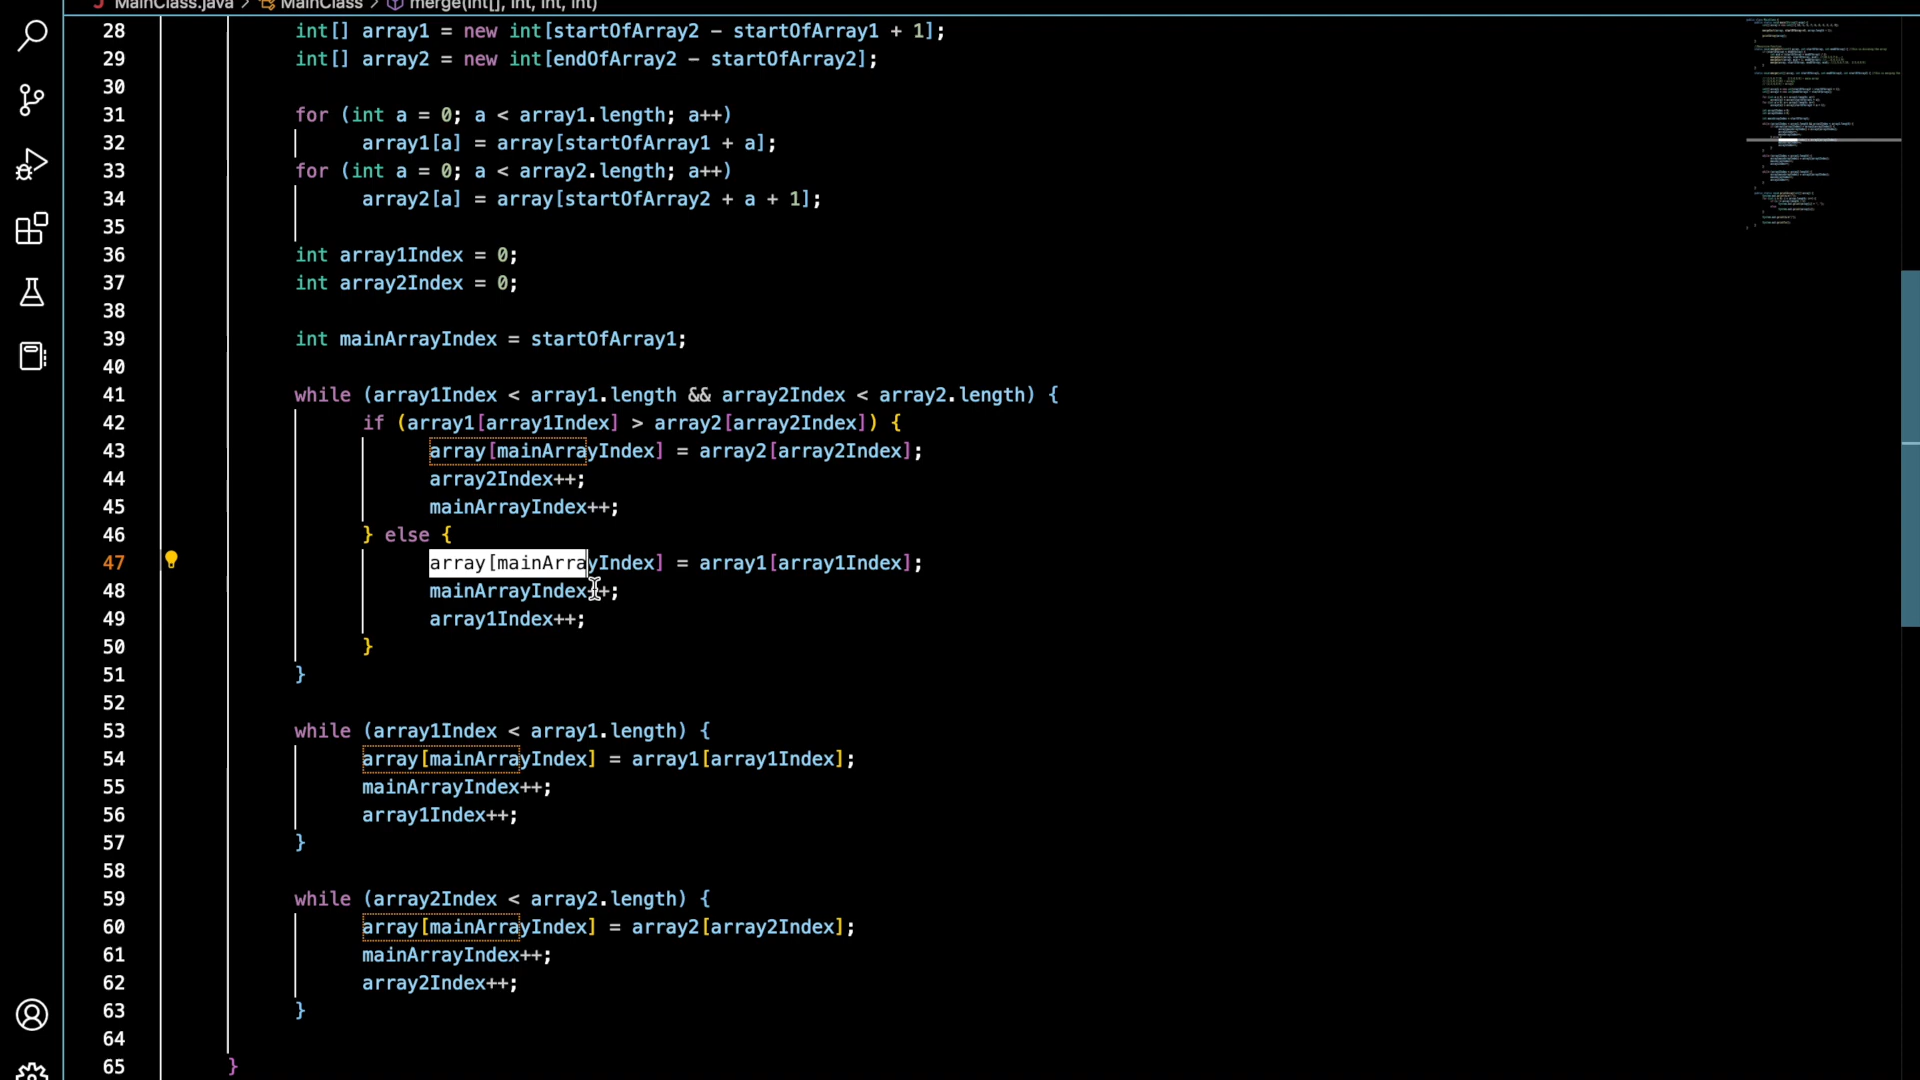 MainClass.java > MainClass > merge(int[], int, int, int)
28 int[] array1 = new int[startOfArray2 - startOfArray1 + 1];
29 int[] array2 = new int[endOfArray2 - startOfArray2];
30
31 for (int a = 0; a < array1.length; a++)
32 array1[a] = array[startOfArray1 + a];
33 for (int a = 0; a < array2.length; a++)
34 array2[a] = array[startOfArray2 + a + 1];
35
36 int array1Index = 0;
37 int array2Index = 0;
38
39 int mainArrayIndex = startOfArray1;
40
41 while (array1Index < array1.length && array2Index < array2.length) {
42 if (array1[array1Index] > array2[array2Index]) {
43 array[mainArrayIndex] = array2[array2Index];
44 array2Index++;
45 mainArrayIndex++;
46 } else {
47 array[mainArrayIndex] = array1[array1Index];
48 mainArrayIndex++;
49 array1Index++;
50 }
51 }
52
53 while (array1Index < array1.length) {
54 array[mainArrayIndex] = array1[array1Index];
55 mainArrayIndex++;
56 array1Index++;
57 }
58
59 while (array2Index < array2.length) {
60 array[mainArrayIndex] = array2[array2Index];
61 mainArrayIndex++;
62 array2Index++;
63 }
64
65 }